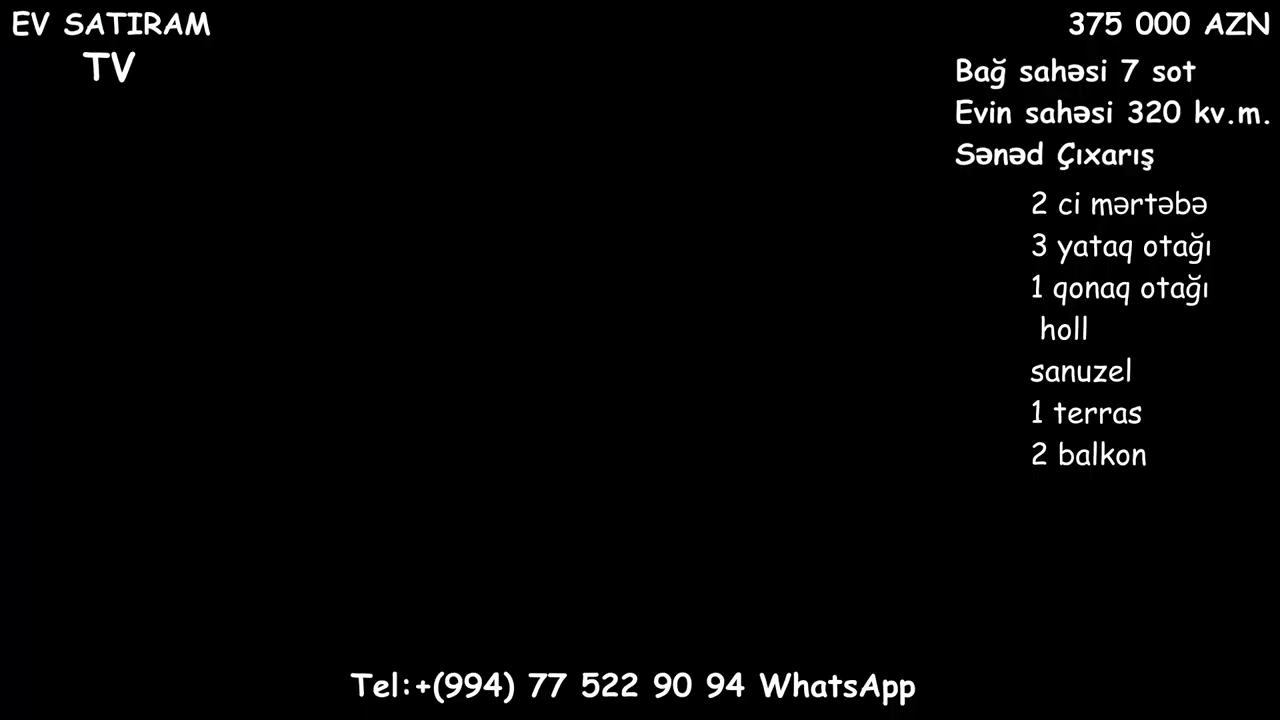 EV SATIRAM
TV
375 000 AZN
Bağ sahəsi 7 sot
Evin sahəsi 320 kv.m.
Sənəd Çıxarış
2 ci mərtəbə
3 yataq otağı
1 qonaq otağı
holl
sanuzel
1 terras
2 balkon
Tel:+(994) 77 522 90 94 WhatsApp